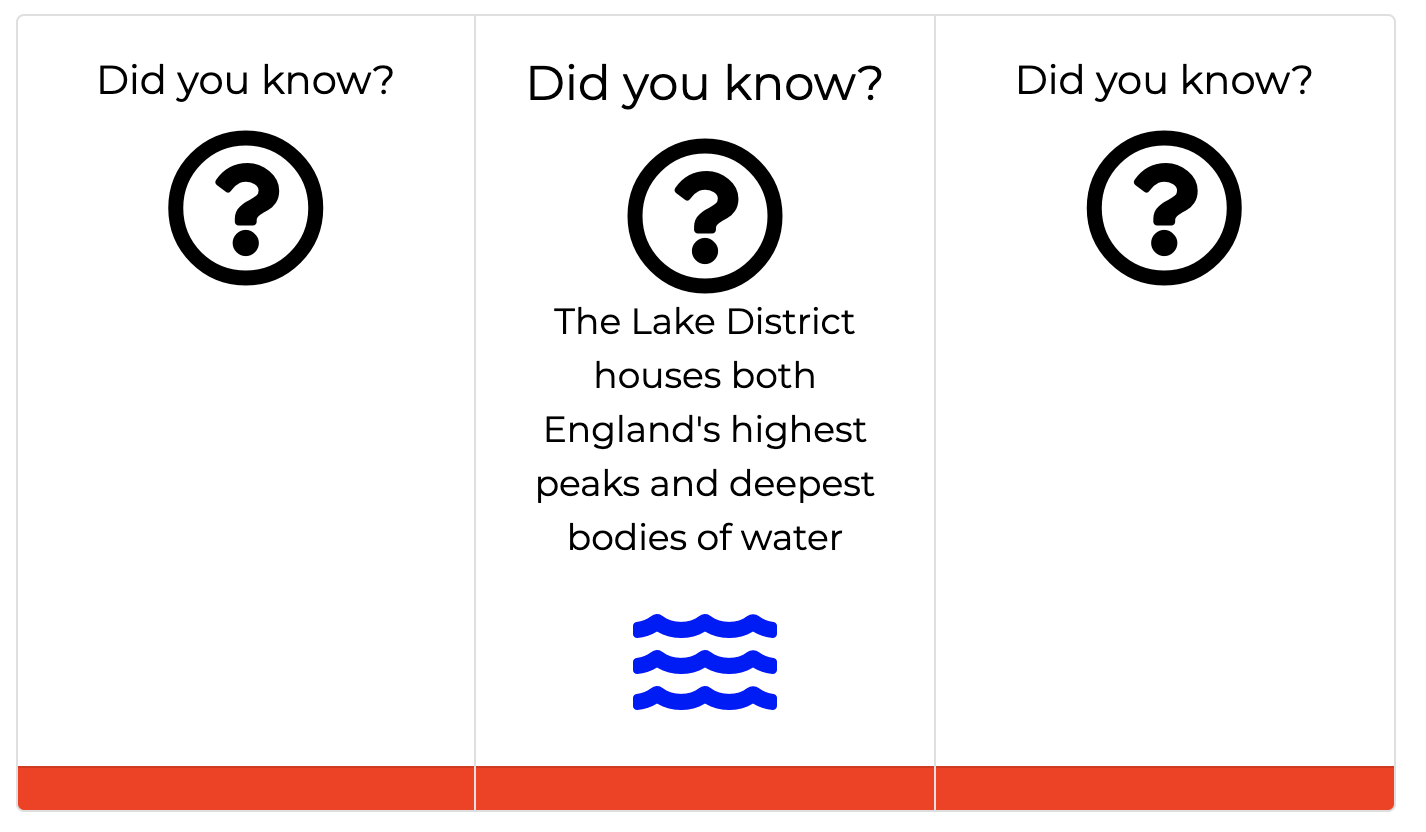 Did you know?
Did you know?
The Lake District
houses both
England's highest
peaks and deepest
bodies of water
Did you know?